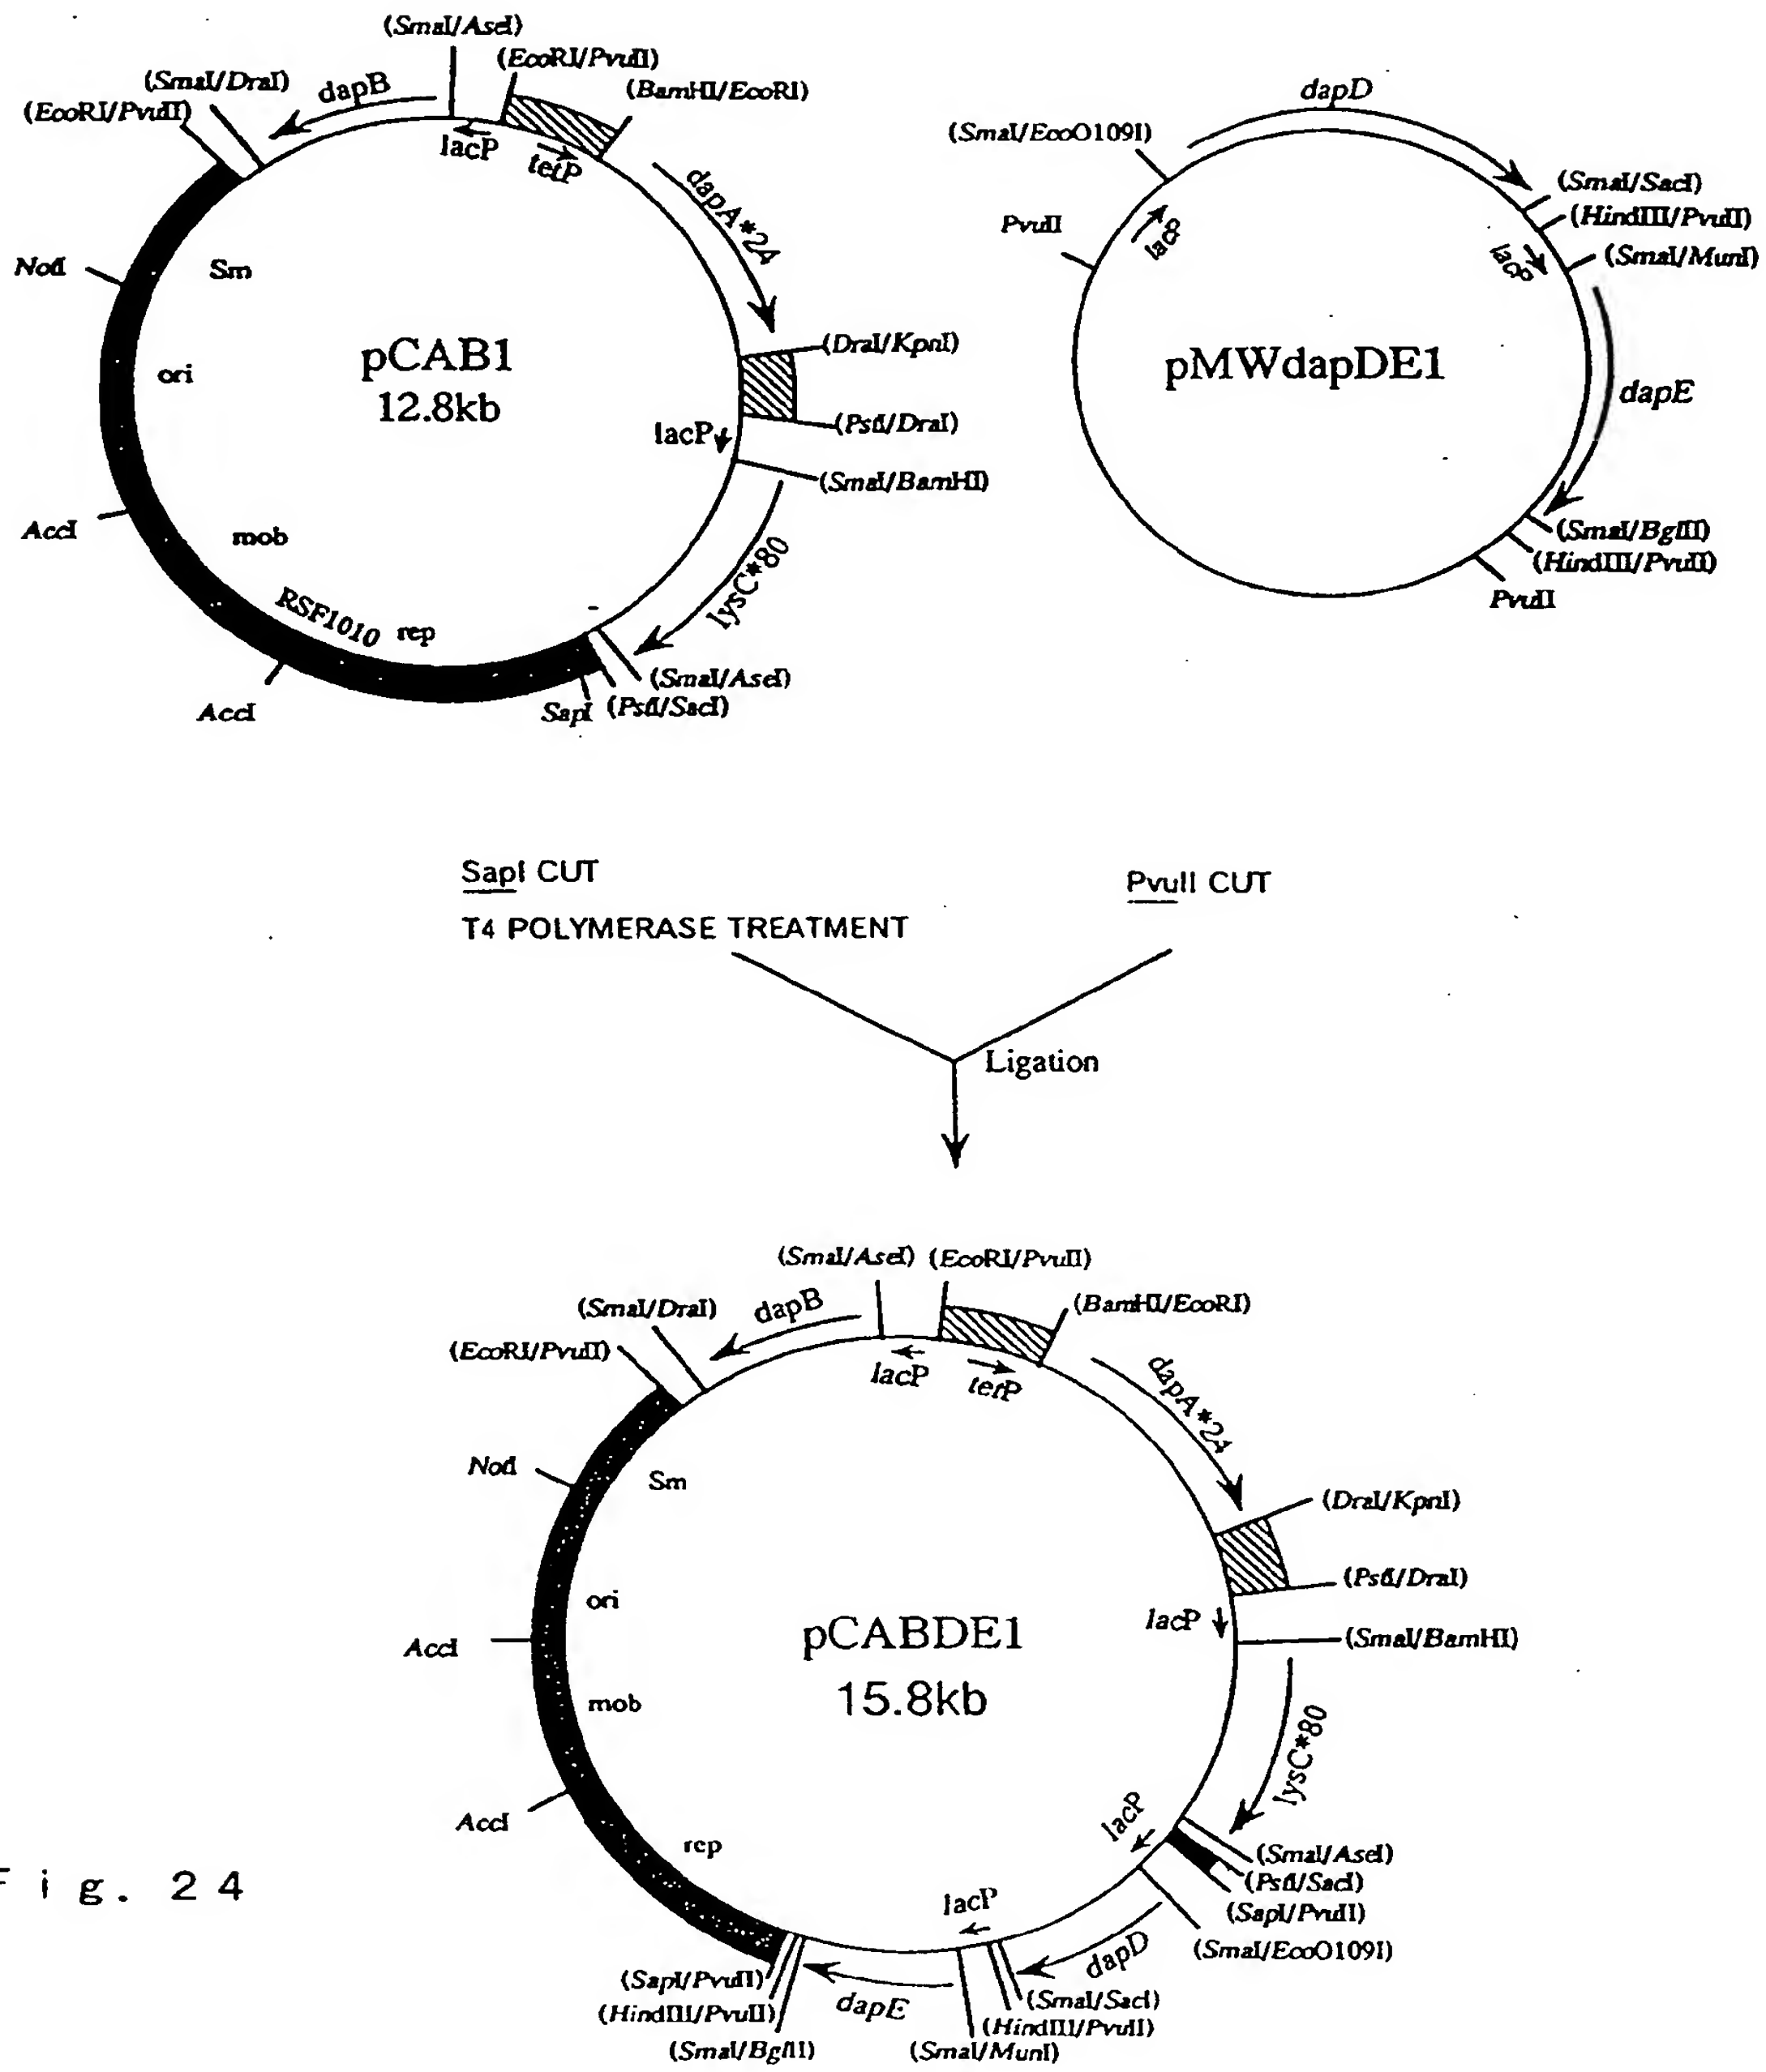 (SmaI/AseI)
(EcoRI/PvuII)
(SmaI/DraI)
dapB
(BamHI/EcoRI)
(EcoRI/PvuII)
lacP
tetP
dapA*24
NotI
Sm
pCAB1
12.8kb
ori
(DraI/KpnI)
(PstI/DraI)
lacP
(SmaI/BamHI)
AccI
mob
lysC*80
RSF1010
rep
(SmaI/AseI)
AccI
SapI
(PstI/SacI)
dapD
(SmaI/EcoO109I)
(SmaI/SacI)
(HindIII/PvuII)
PvuII
lacP
lacP
(SmaI/MunI)
pMWdapDE1
dapE
(SmaI/BglII)
(HindIII/PvuII)
PvuII
SapI CUT
T4 POLYMERASE TREATMENT
PvuII CUT
Ligation
(SmaI/AseI)
(EcoRI/PvuII)
(SmaI/DraI)
dapB
(BamHI/EcoRI)
(EcoRI/PvuII)
lacP
tetP
dapA*24
NotI
Sm
(DraI/KpnI)
ori
(PstI/DraI)
pCABDE1
15.8kb
lacP
(SmaI/BamHI)
AccI
mob
lysC*80
AccI
rep
lacP
(SmaI/AseI)
(PstI/SacI)
(SapI/PvuII)
(SmaI/EcoO109I)
lacP
dapD
(SapI/PvuII)
(HindIII/PvuII)
(SmaI/BglII)
dapE
(SmaI/SacI)
(HindIII/PvuII)
(SmaI/MunI)
Fig. 24